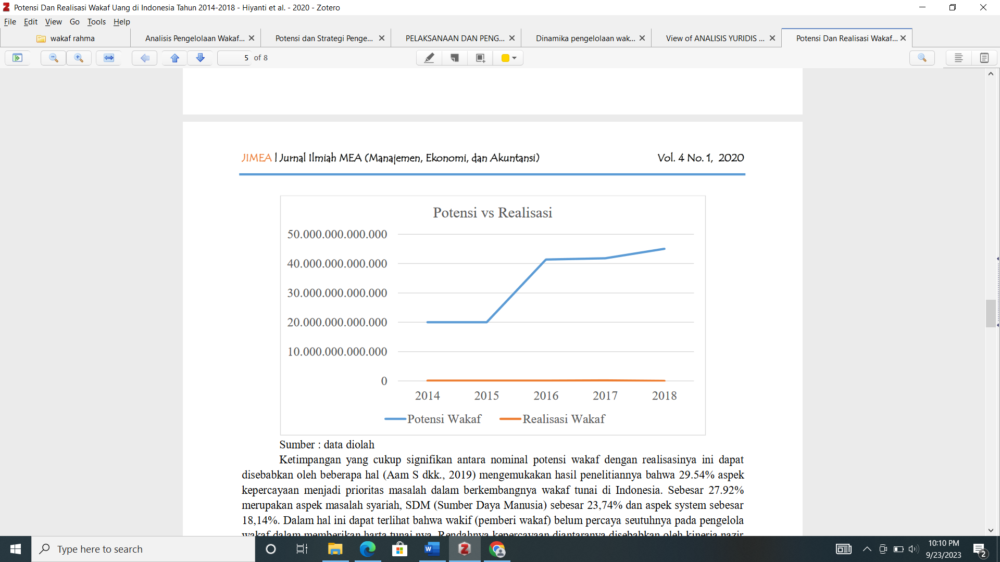 Potensi Dan Realisasi Wakaf Uang di Indonesia Tahun 2014-2018 - Hiyanti et al. - 2020 - Zotero
File Edit View Go Tools Help
wakaf rahma
Analisis Pengelolaan Wakaf...
Potensi dan Strategi Penge...
PELAKSANAAN DAN PENG...
Dinamika pengelolaan wak...
View of ANALISIS YURIDIS ...
Potensi Dan Realisasi Wakaf...
5 of 8
JIMEA | Jurnal Ilmiah MEA (Manajemen, Ekonomi, dan Akuntansi) Vol. 4 No. 1, 2020
Potensi vs Realisasi
50.000.000.000.000
40.000.000.000.000
30.000.000.000.000
20.000.000.000.000
10.000.000.000.000
0
2014 2015 2016 2017 2018
Potensi Wakaf Realisasi Wakaf
Sumber : data diolah
Ketimpangan yang cukup signifikan antara nominal potensi wakaf dengan realisasinya ini dapat
disebabkan oleh beberapa hal (Aam S dkk., 2019) mengemukakan hasil penelitiannya bahwa 29.54% aspek
kepercayaan menjadi prioritas masalah dalam berkembangnya wakaf tunai di Indonesia. Sebesar 27.92%
merupakan aspek masalah syariah, SDM (Sumber Daya Manusia) sebesar 23,74% dan aspek system sebesar
18,14%. Dalam hal ini dapat terlihat bahwa wakif (pemberi wakaf) belum percaya seutuhnya pada pengelola
wakaf dalam memberikan harta tunai nya. Rendahnya kepercayaan diantaranya disebabkan oleh kinerja nazir
Type here to search
10:10 PM
9/23/2023
2